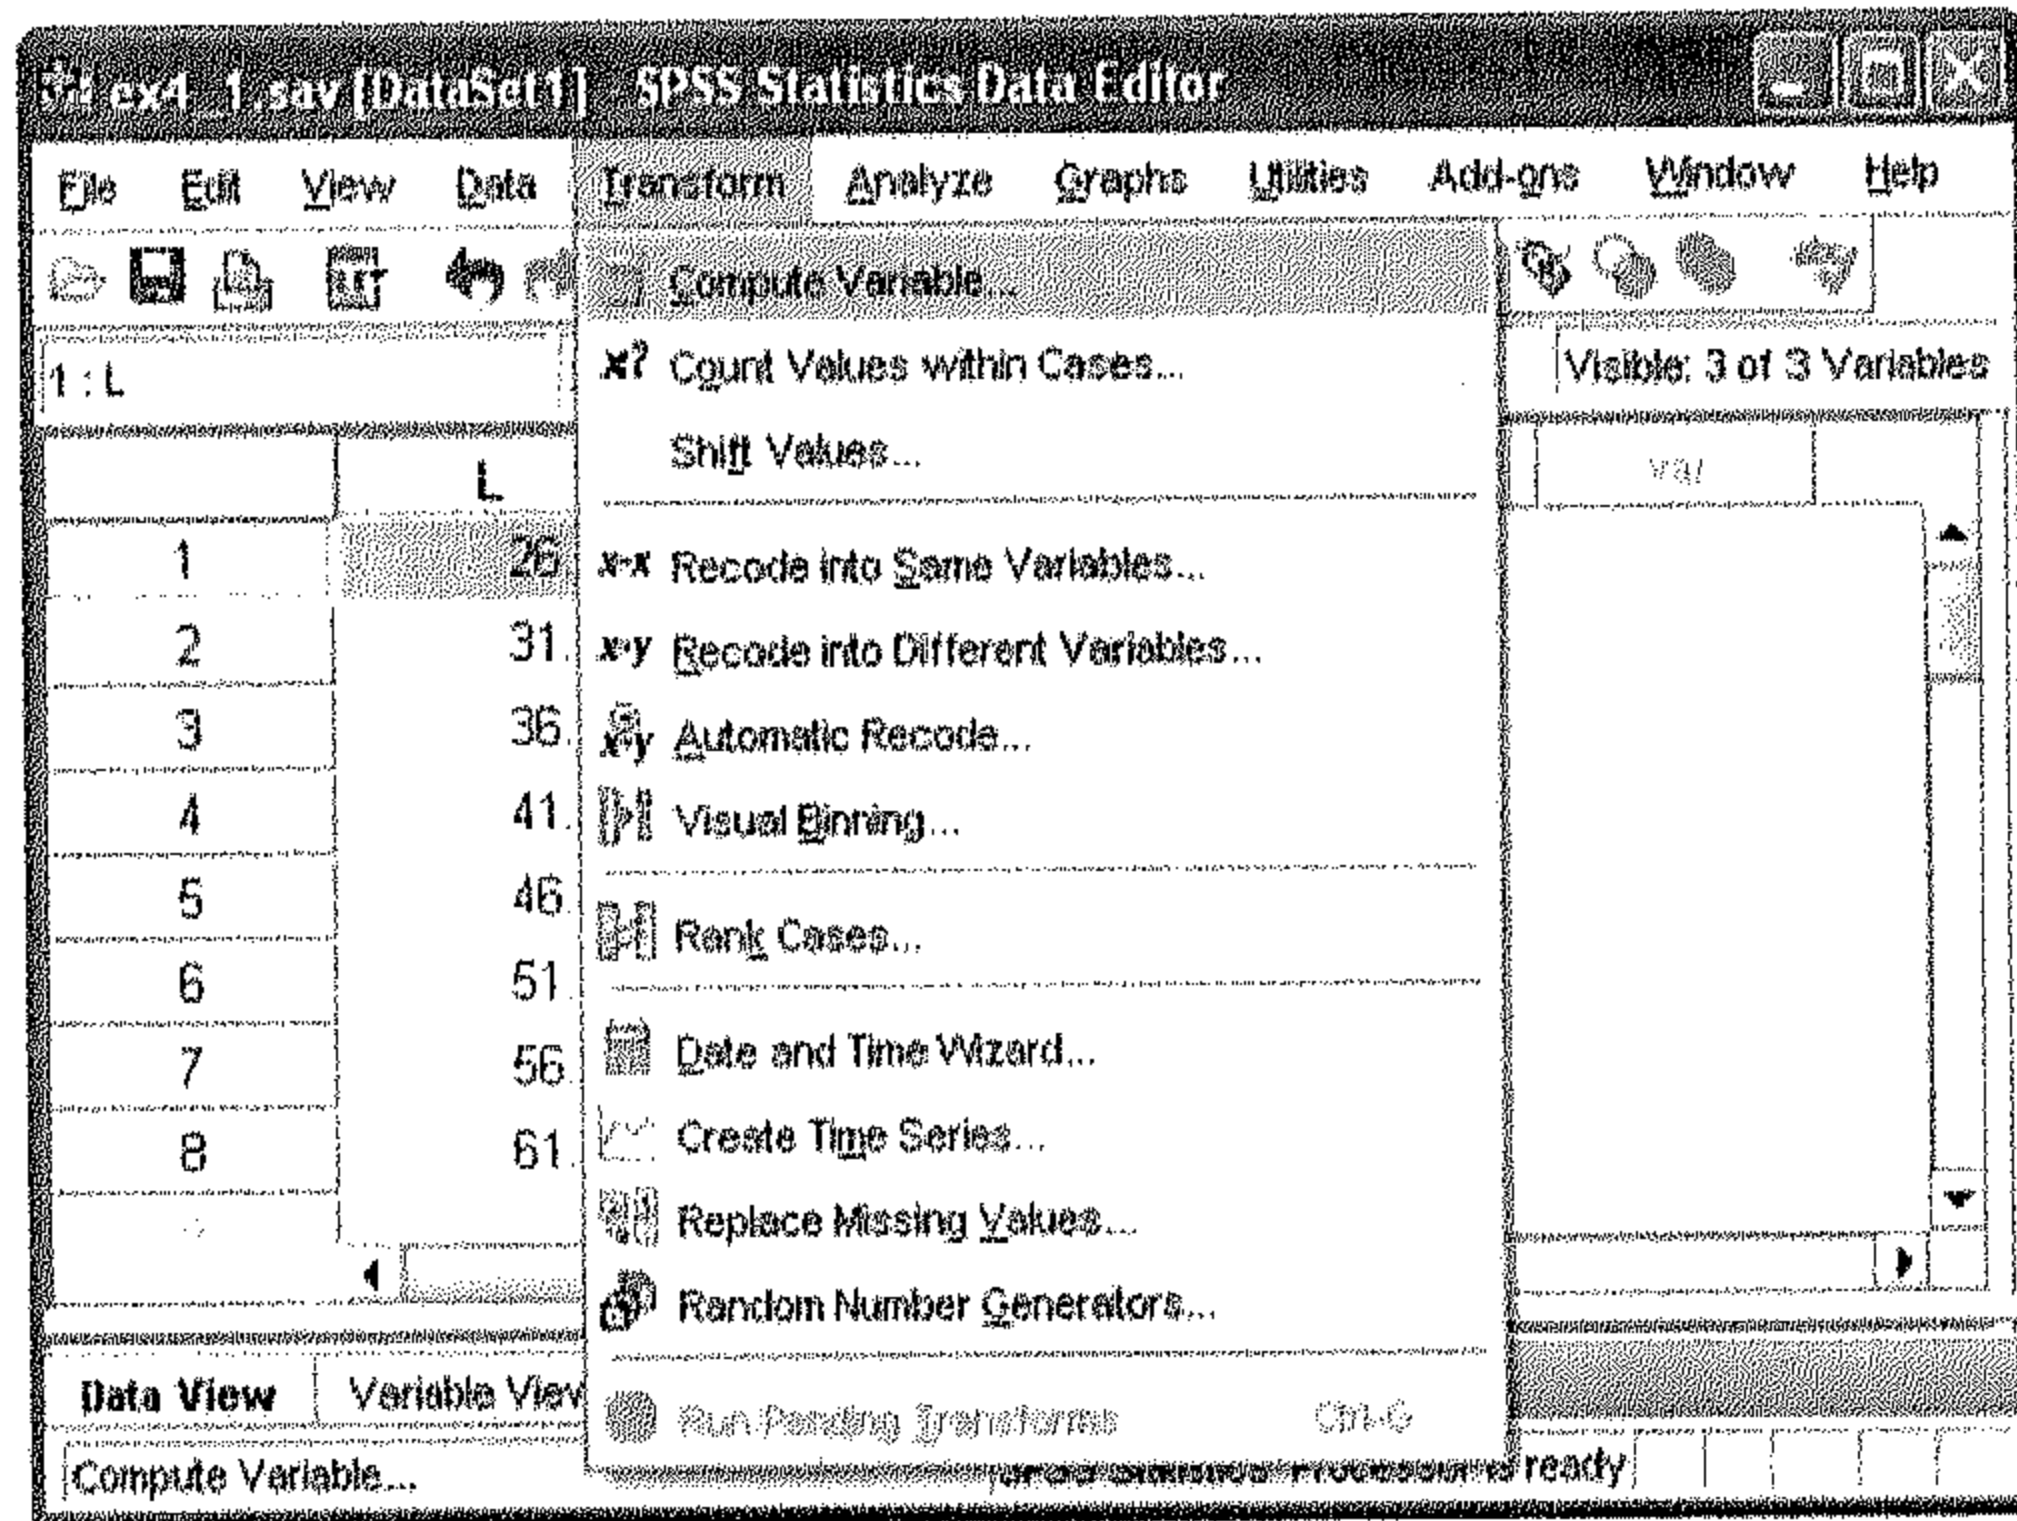 ex4_1.sav [DataSet1] - SPSS Statistics Data Editor
File Edit View Data Transform Analyze Graphs Utilities Add-ons Window Help
Compute Variable...
1 : L
Count Values within Cases...
Visible: 3 of 3 Variables
Shift Values...
L
var
1 26
Recode into Same Variables...
2 31.
Recode into Different Variables...
3 36.
Automatic Recode...
4 41.
Visual Binning...
5 46.
Rank Cases...
6 51.
7 56.
Date and Time Wizard...
8 61.
Create Time Series...
Replace Missing Values...
Random Number Generators...
Data View Variable View
Run Pending Transforms Ctrl-G
Compute Variable...
ready